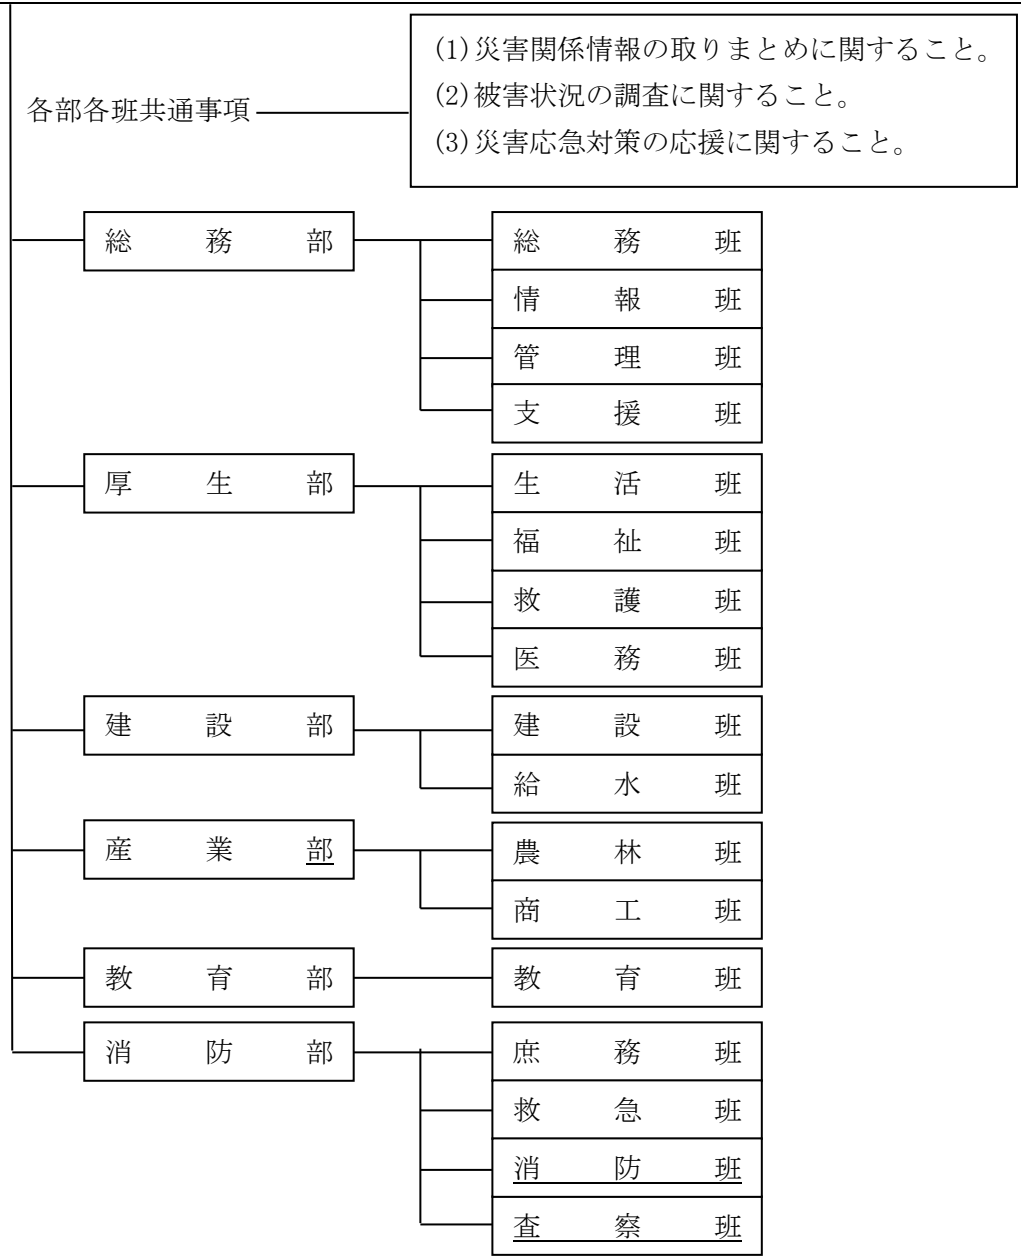 (1)災害関係情報の取りまとめに関すること。
(2)被害状況の調査に関すること。
各部各班共通事項
(3)災害応急対策の応援に関すること。
総務部 総務班
情報班
管理班
支援班
厚生部 生活班
福祉班
救護班
医務班
建設部 建設班
給水班
産業部 農林班
商工班
教育部 教育班
消防部 庶務班
救急班
消防班
査察班